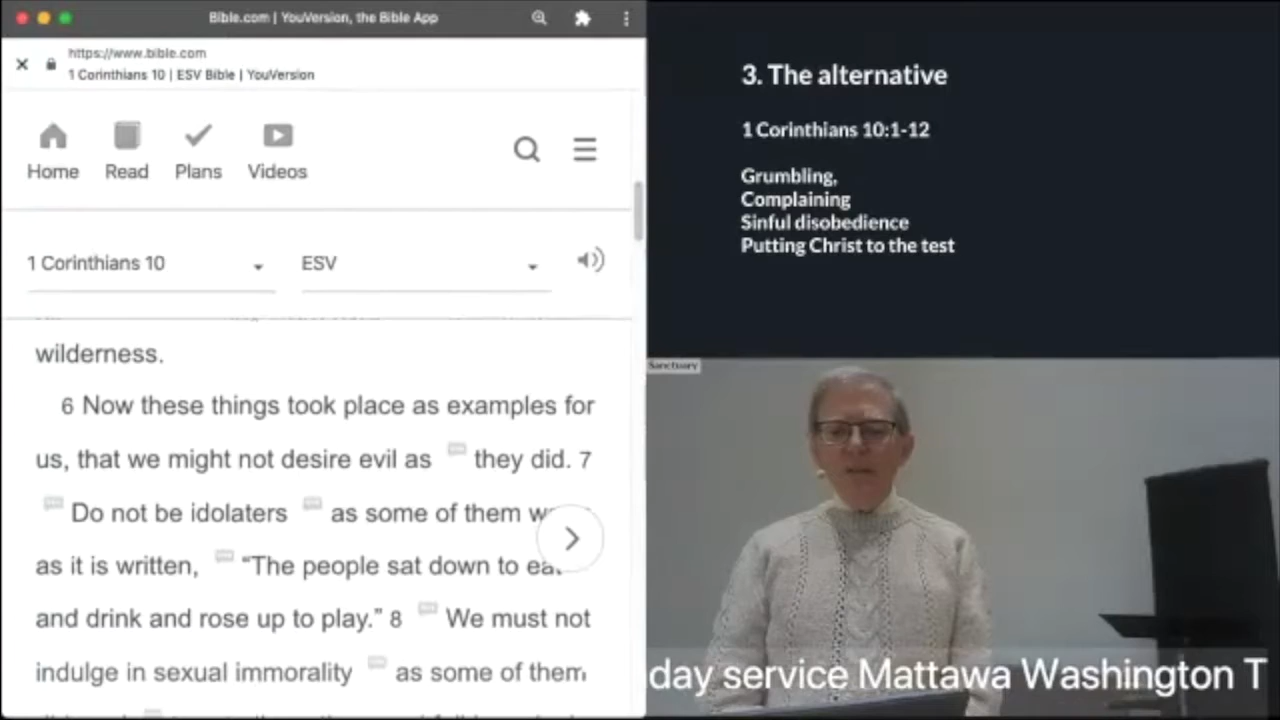 Bible.com | YouVersion, the Bible App
https://www.bible.com
1 Corinthians 10 | ESV Bible | YouVersion
Home Read Plans Videos
1 Corinthians 10 ESV
wilderness.
6 Now these things took place as examples for
us, that we might not desire evil as they did. 7
Do not be idolaters as some of them
as it is written, “The people sat down to
and drink and rose up to play.” 8 We must not
indulge in sexual immorality as some of them
3. The alternative
1 Corinthians 10:1-12
Grumbling,
Complaining
Sinful disobedience
Putting Christ to the test
Sanctuary
day service Mattawa Washington T